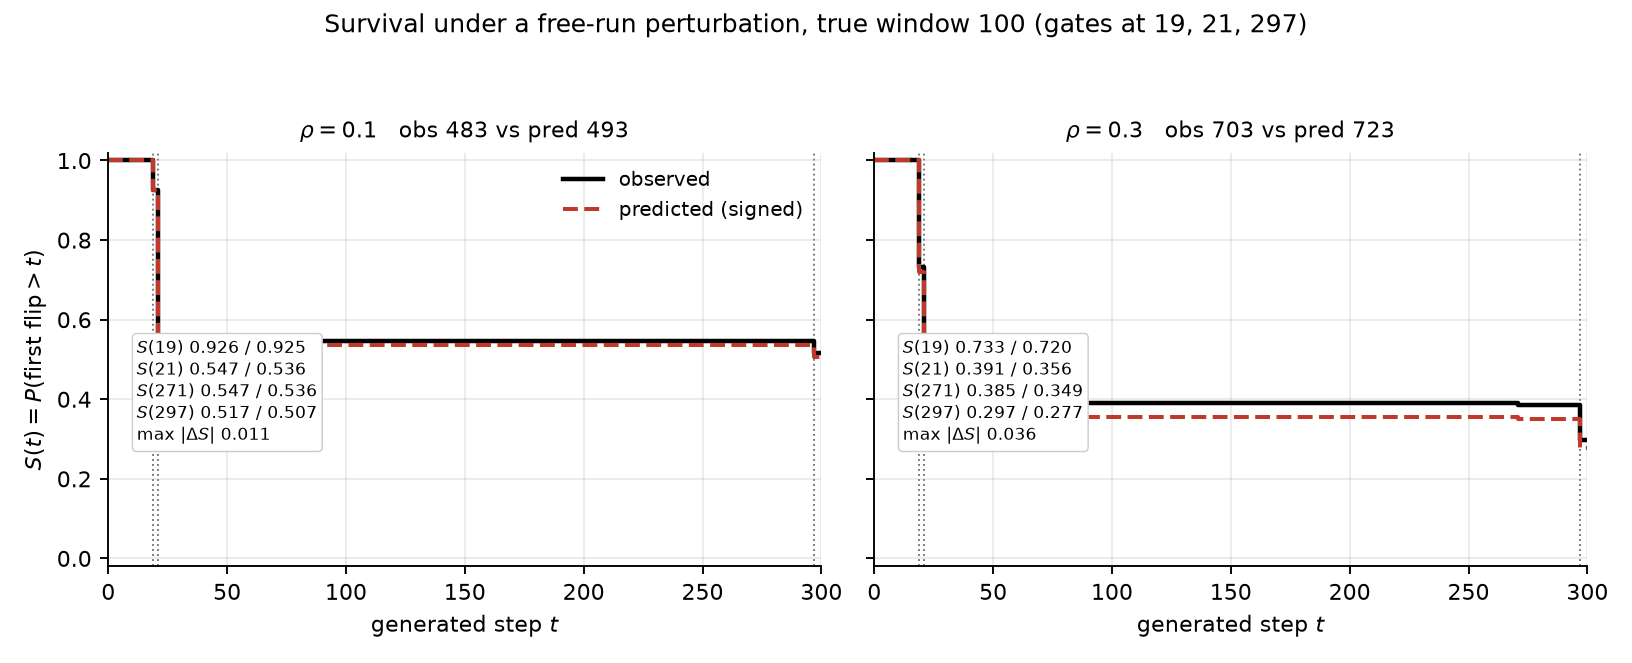 Survival under a free-run perturbation, true window 100 (gates at 19, 21, 297)
ρ = 0.1 obs 483 vs pred 493
S(t) = P(first flip > t)
1.0
0.8
0.6
0.4
0.2
0.0
observed
predicted (signed)
S(19) 0.926 / 0.925
S(21) 0.547 / 0.536
S(271) 0.547 / 0.536
S(297) 0.517 / 0.507
max |ΔS| 0.011
0 50 100 150 200 250 300
generated step t
ρ = 0.3 obs 703 vs pred 723
S(19) 0.733 / 0.720
S(21) 0.391 / 0.356
S(271) 0.385 / 0.349
S(297) 0.297 / 0.277
max |ΔS| 0.036
0 50 100 150 200 250 300
generated step t